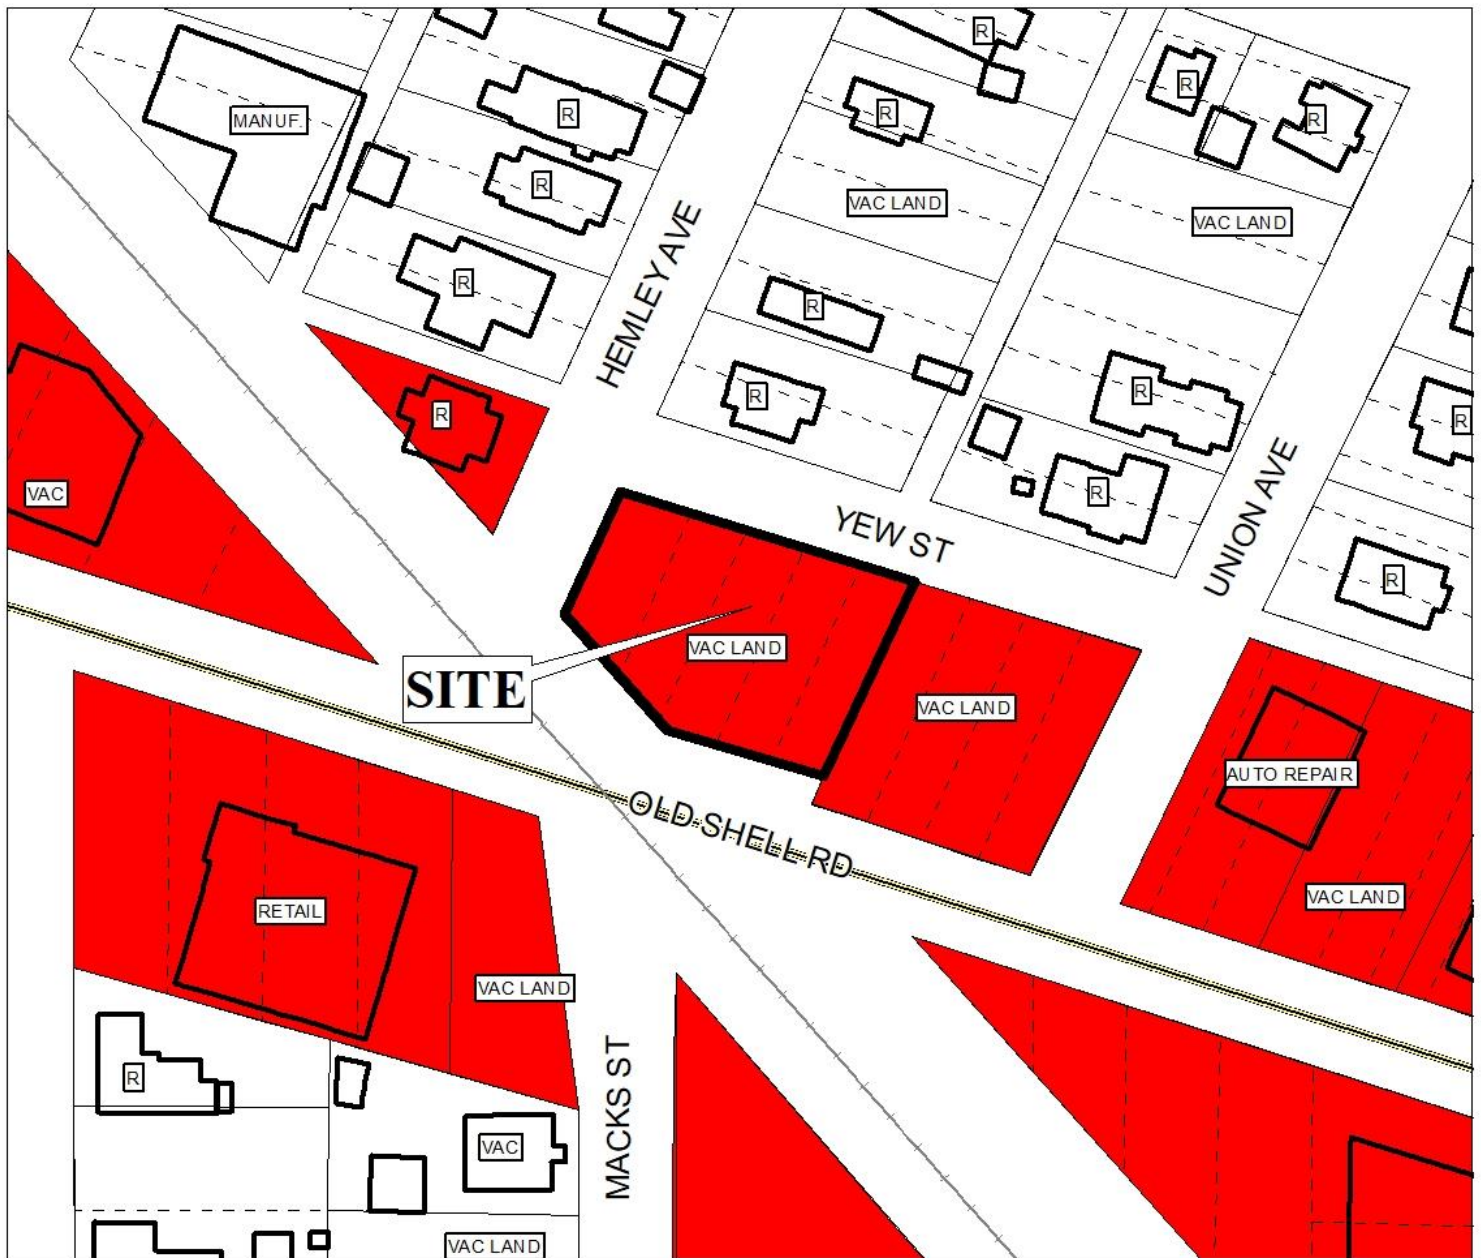 R
R
R
R
MANUF.
R
R
VAC LAND
VAC LAND
R
HEMLEY AVE
R
R
R
R
R
R
VAC
R
YEW ST
UNION AVE
R
VAC LAND
SITE
VAC LAND
AUTO REPAIR
OLD SHELL RD
VAC LAND
RETAIL
VAC LAND
R
MACKS ST
VAC
VAC LAND